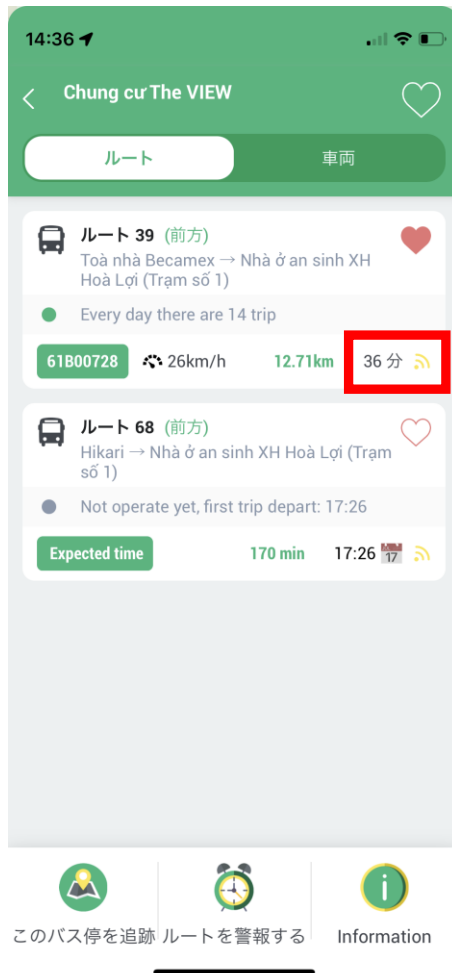 14:36
Chung cư The VIEW
ルート
車両
ルート 39 (前方)
Toà nhà Becamex → Nhà ở an sinh XH
Hoà Lợi (Trạm số 1)
Every day there are 14 trip
61B00728 26km/h 12.71km 36 分
ルート 68 (前方)
Hikari → Nhà ở an sinh XH Hoà Lợi (Trạm
số 1)
Not operate yet, first trip depart: 17:26
Expected time 170 min 17:26 17
このバス停を追跡 ルートを警報する Information